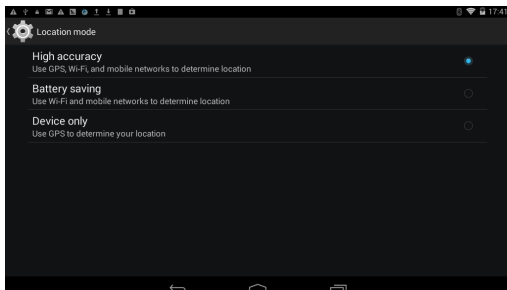 17:41
Location mode
High accuracy
Use GPS, Wi-Fi, and mobile networks to determine location
Battery saving
Use Wi-Fi and mobile networks to determine location
Device only
Use GPS to determine your location